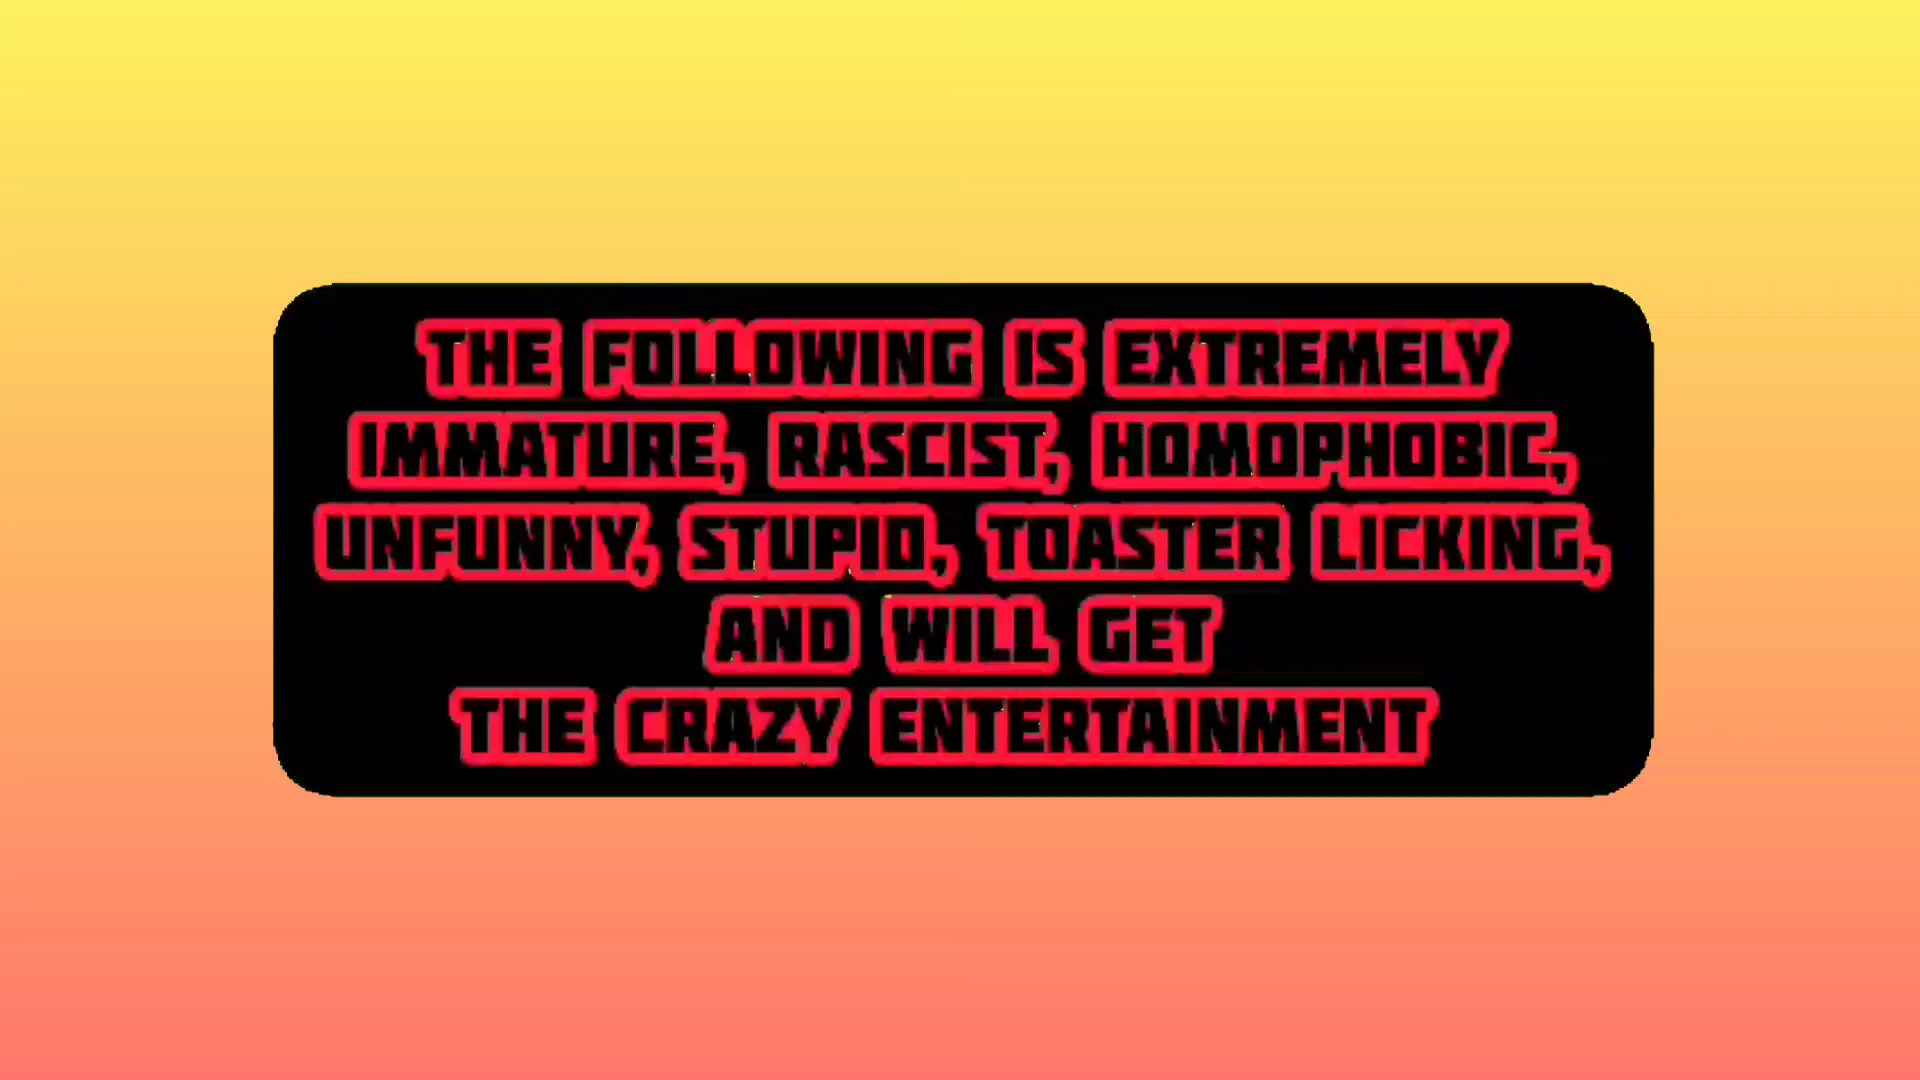 THE FOLLOWING IS EXTREMELY
IMMATURE, RASCIST, HOMOPHOBIC,
UNFUNNY, STUPID, TOASTER LICKING,
AND WILL GET
THE CRAZY ENTERTAINMENT